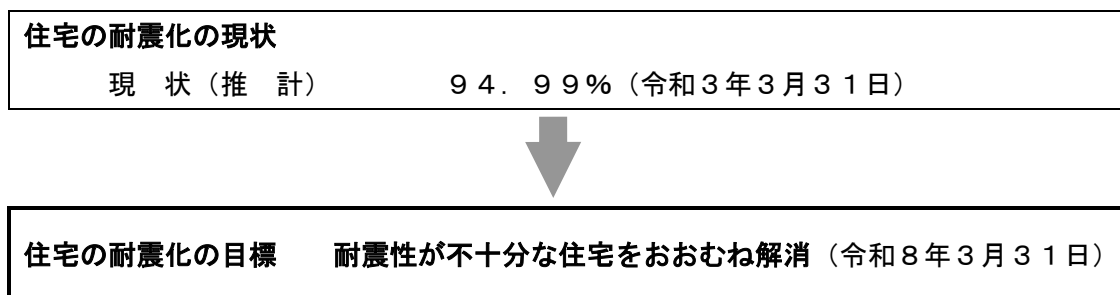 住宅の耐震化の現状
現　状（推　計）　　　　９４．９９％（令和３年３月３１日）
住宅の耐震化の目標　　耐震性が不十分な住宅をおおむね解消（令和８年３月３１日）